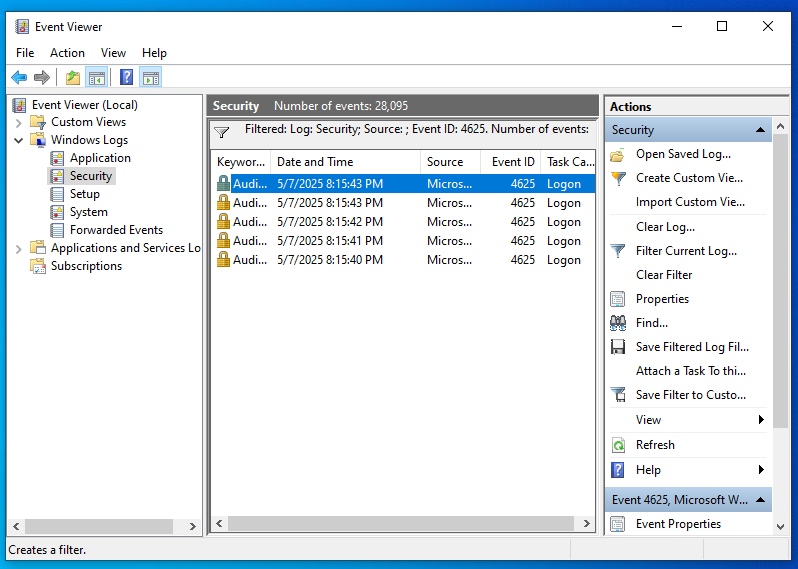 Event Viewer
File Action View Help
Event Viewer (Local)
Custom Views
Windows Logs
Application
Security
Setup
System
Forwarded Events
Applications and Services Lo
Subscriptions
Security Number of events: 28,095
Filtered: Log: Security; Source: ; Event ID: 4625. Number of events:
Keywor... Date and Time Source Event ID Task Ca...
Audi... 5/7/2025 8:15:43 PM Micros... 4625 Logon
Audi... 5/7/2025 8:15:43 PM Micros... 4625 Logon
Audi... 5/7/2025 8:15:42 PM Micros... 4625 Logon
Audi... 5/7/2025 8:15:41 PM Micros... 4625 Logon
Audi... 5/7/2025 8:15:40 PM Micros... 4625 Logon
Actions
Security
Open Saved Log...
Create Custom Vie...
Import Custom Vie...
Clear Log...
Filter Current Log...
Clear Filter
Properties
Find...
Save Filtered Log Fil...
Attach a Task To thi...
Save Filter to Custo...
View
Refresh
Help
Event 4625, Microsoft W...
Event Properties
Creates a filter.